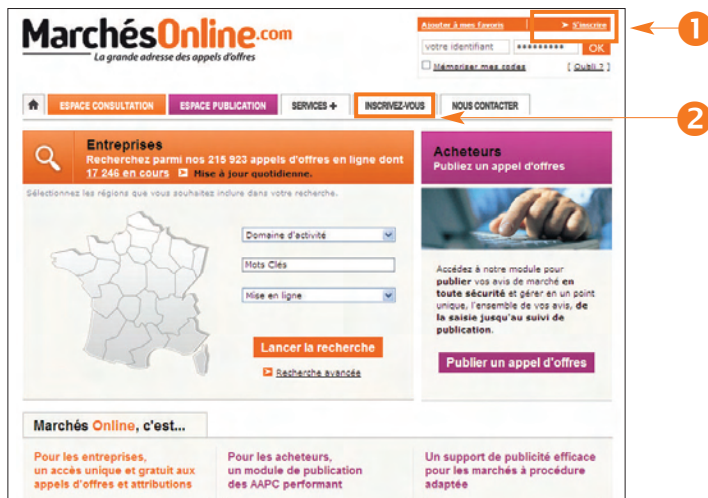 MarchésOnline.com
La grande adresse des appels d'offres
Ajouter à mes favoris
S'inscrire
1
votre identifiant
*********
OK
Mémoriser mes codes
[ Oubli ? ]
ESPACE CONSULTATION
ESPACE PUBLICATION
SERVICES +
INSCRIVEZ-VOUS
NOUS CONTACTER
2
Entreprises
Recherchez parmi nos 215 923 appels d'offres en ligne dont
17 246 en cours Mise à jour quotidienne.
Sélectionnez les régions que vous souhaitez inclure dans votre recherche.
Domaine d'activité
Mots Clés
Mise en ligne
Lancer la recherche
Recherche avancée
Acheteurs
Publiez un appel d'offres
Accédez à notre module pour
publier vos avis de marché en
toute sécurité et gérer en un point
unique, l'ensemble de vos avis, de
la saisie jusqu'au suivi de
publication.
Publier un appel d'offres
Marchés Online, c'est...
Pour les entreprises,
un accès unique et gratuit aux
appels d'offres et attributions
Pour les acheteurs,
un module de publication
des AAPC performant
Un support de publicité efficace
pour les marchés à procédure
adaptée